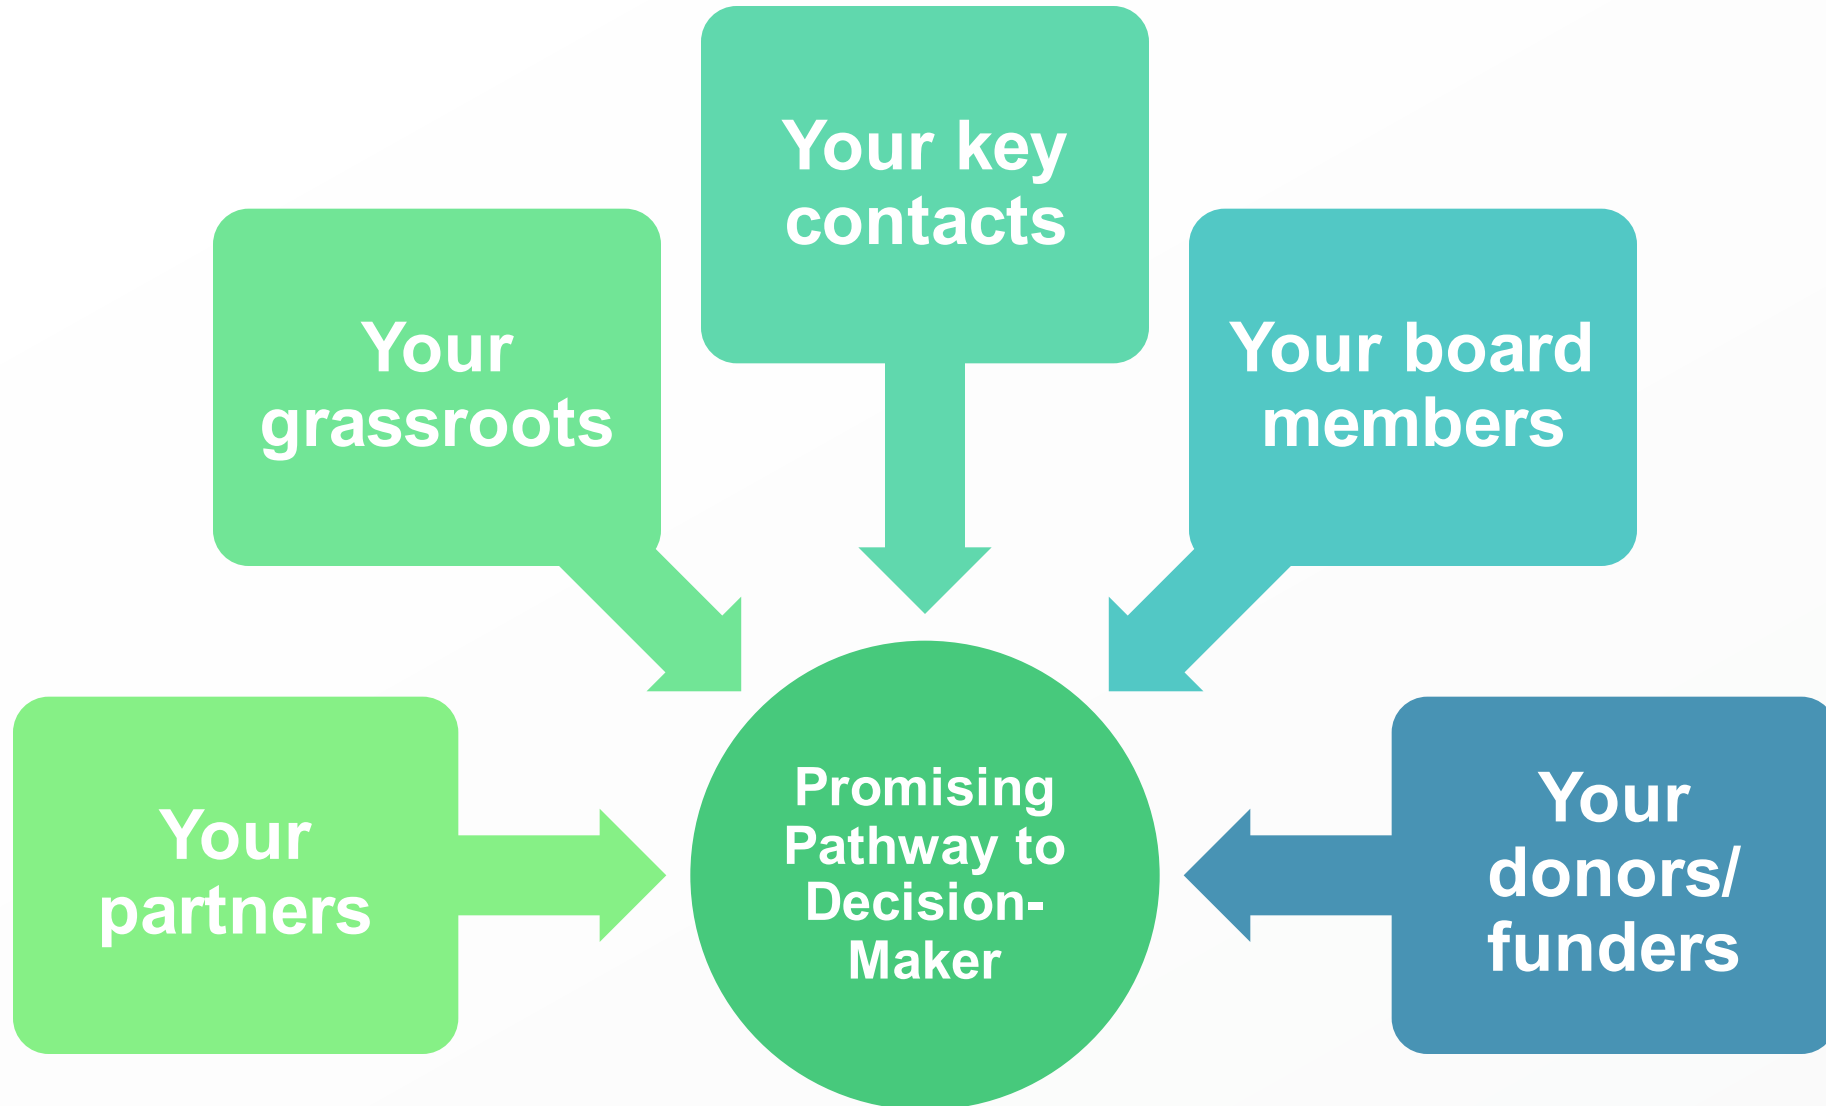 Your key
contacts
Your
grassroots
Your board
members
Your
partners
Promising
Pathway to
Decision-
Maker
Your
donors/
funders